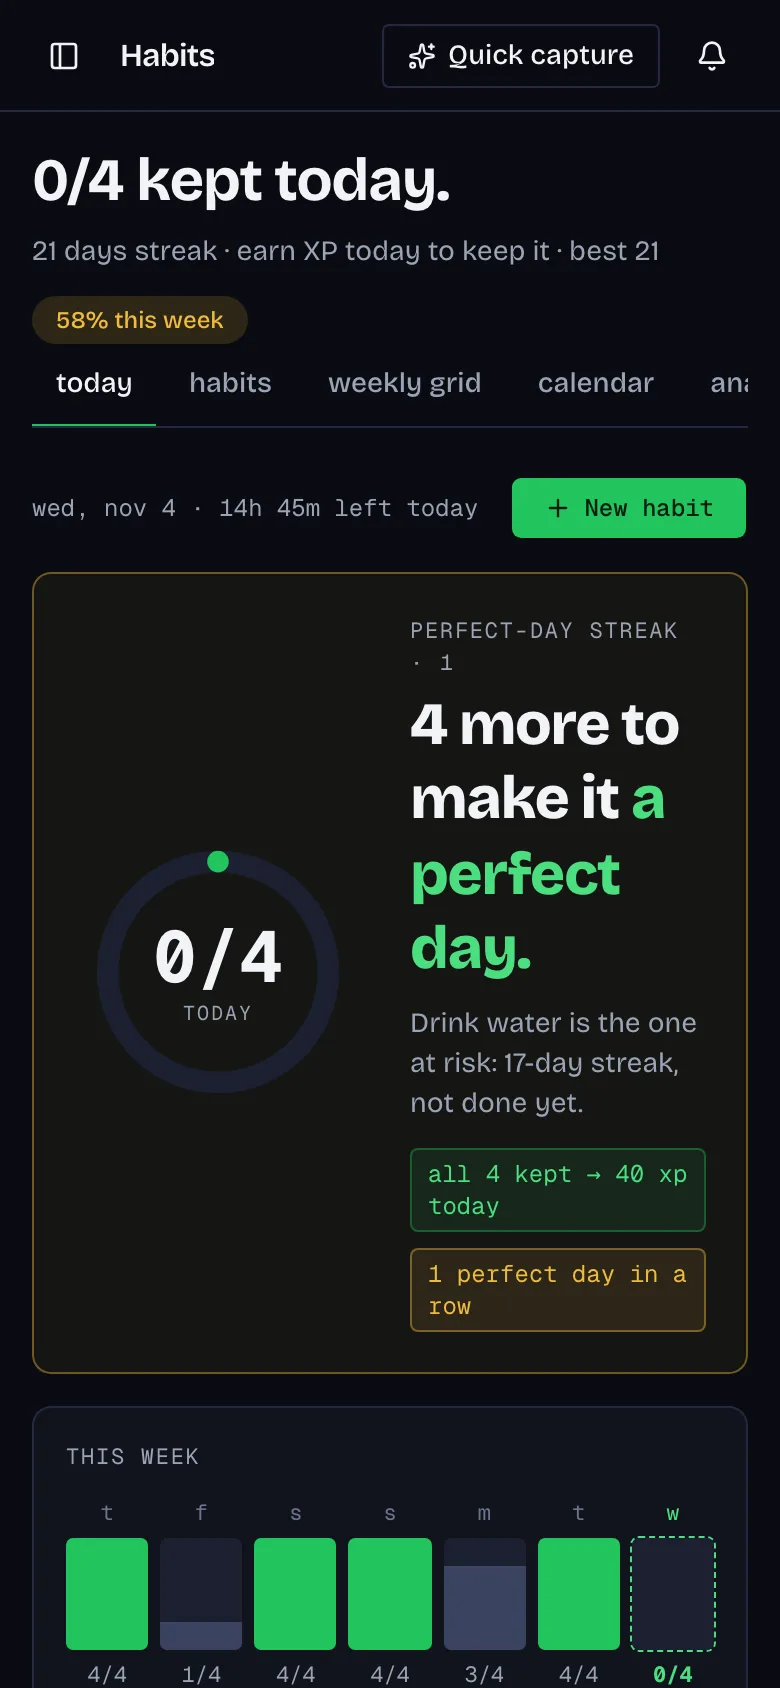 Habits
Quick capture
0/4 kept today.
21 days streak · earn XP today to keep it · best 21
58% this week
today habits weekly grid calendar ana
wed, nov 4 · 14h 45m left today
+ New habit
PERFECT-DAY STREAK
· 1
4 more to
make it a
perfect
day.
0/4
TODAY
Drink water is the one
at risk: 17-day streak,
not done yet.
all 4 kept → 40 xp
today
1 perfect day in a
row
THIS WEEK
t f s s m t w
4/4 1/4 4/4 4/4 3/4 4/4 0/4